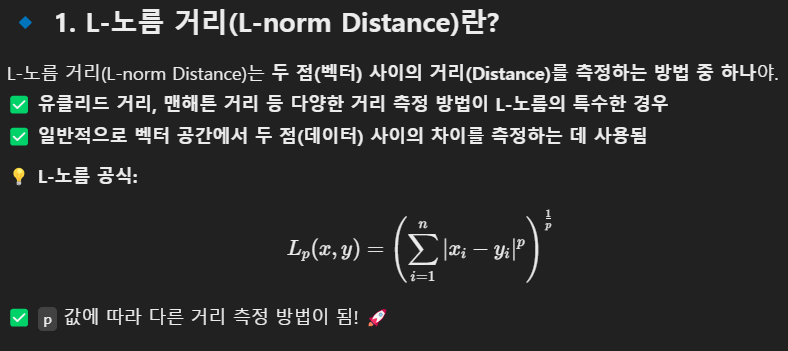 1. L-노름 거리(L-norm Distance)란?
L-노름 거리(L-norm Distance)는 두 점(벡터) 사이의 거리(Distance)를 측정하는 방법 중 하나야.
✅ 유클리드 거리, 맨해튼 거리 등 다양한 거리 측정 방법이 L-노름의 특수한 경우
✅ 일반적으로 벡터 공간에서 두 점(데이터) 사이의 차이를 측정하는 데 사용됨
💡 L-노름 공식:
L_p(x, y) = (∑_{i=1}^{n} |x_i − y_i|^p)^{1/p}
✅ p 값에 따라 다른 거리 측정 방법이 됨! 🚀